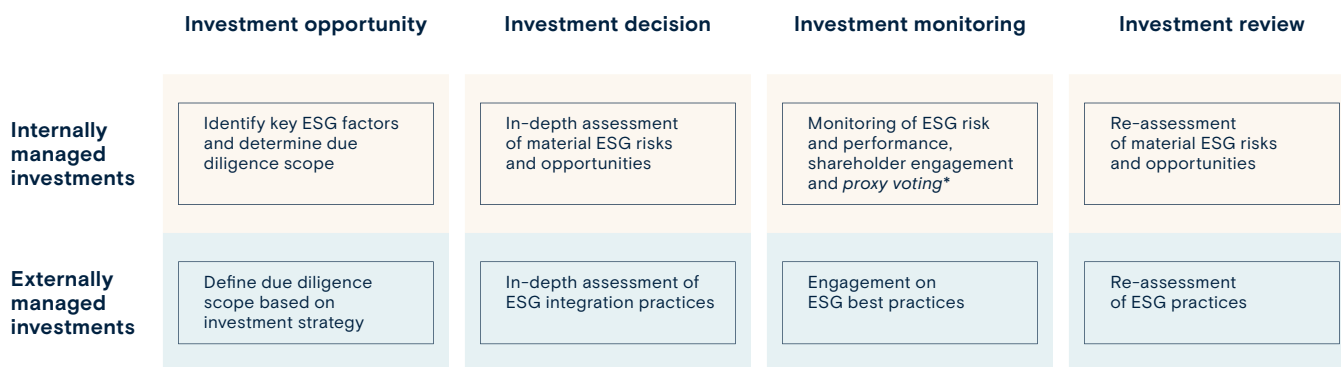 Investment opportunity
Investment decision
Investment monitoring
Investment review
Internally
managed
investments
Identify key ESG factors
and determine due
diligence scope
In-depth assessment
of material ESG risks
and opportunities
Monitoring of ESG risk
and performance,
shareholder engagement
and proxy voting*
Re-assessment
of material ESG risks
and opportunities
Externally
managed
investments
Define due diligence
scope based on
investment strategy
In-depth assessment of
ESG integration practices
Engagement on
ESG best practices
Re-assessment
of ESG practices